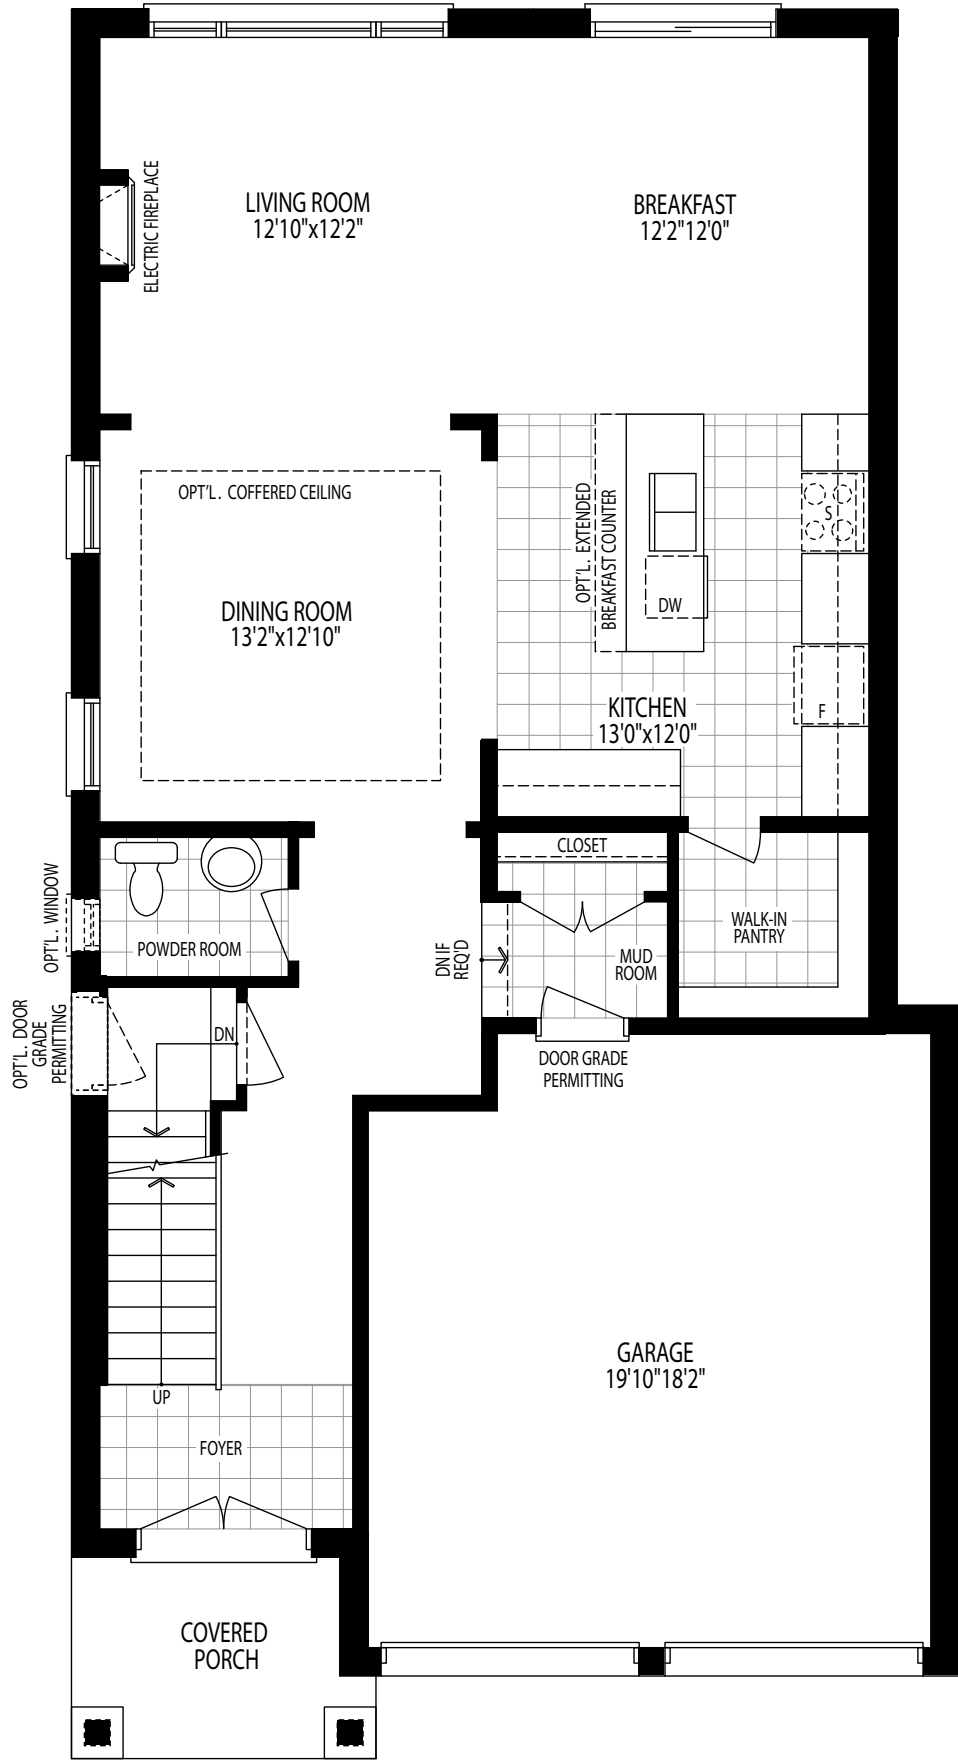 LIVING ROOM
12'10"x12'2"
BREAKFAST
12'2"12'0"
ELECTRIC FIREPLACE
OPT'L. COFFERED CEILING
DINING ROOM
13'2"x12'10"
OPT'L. EXTENDED
BREAKFAST COUNTER
S
DW
F
KITCHEN
13'0"x12'0"
CLOSET
OPT'L. WINDOW
POWDER ROOM
DN IF
REQ'D
MUD
ROOM
WALK-IN
PANTRY
OPT'L. DOOR
GRADE
PERMITTING
DN
DOOR GRADE
PERMITTING
GARAGE
19'10"18'2"
UP
FOYER
COVERED
PORCH